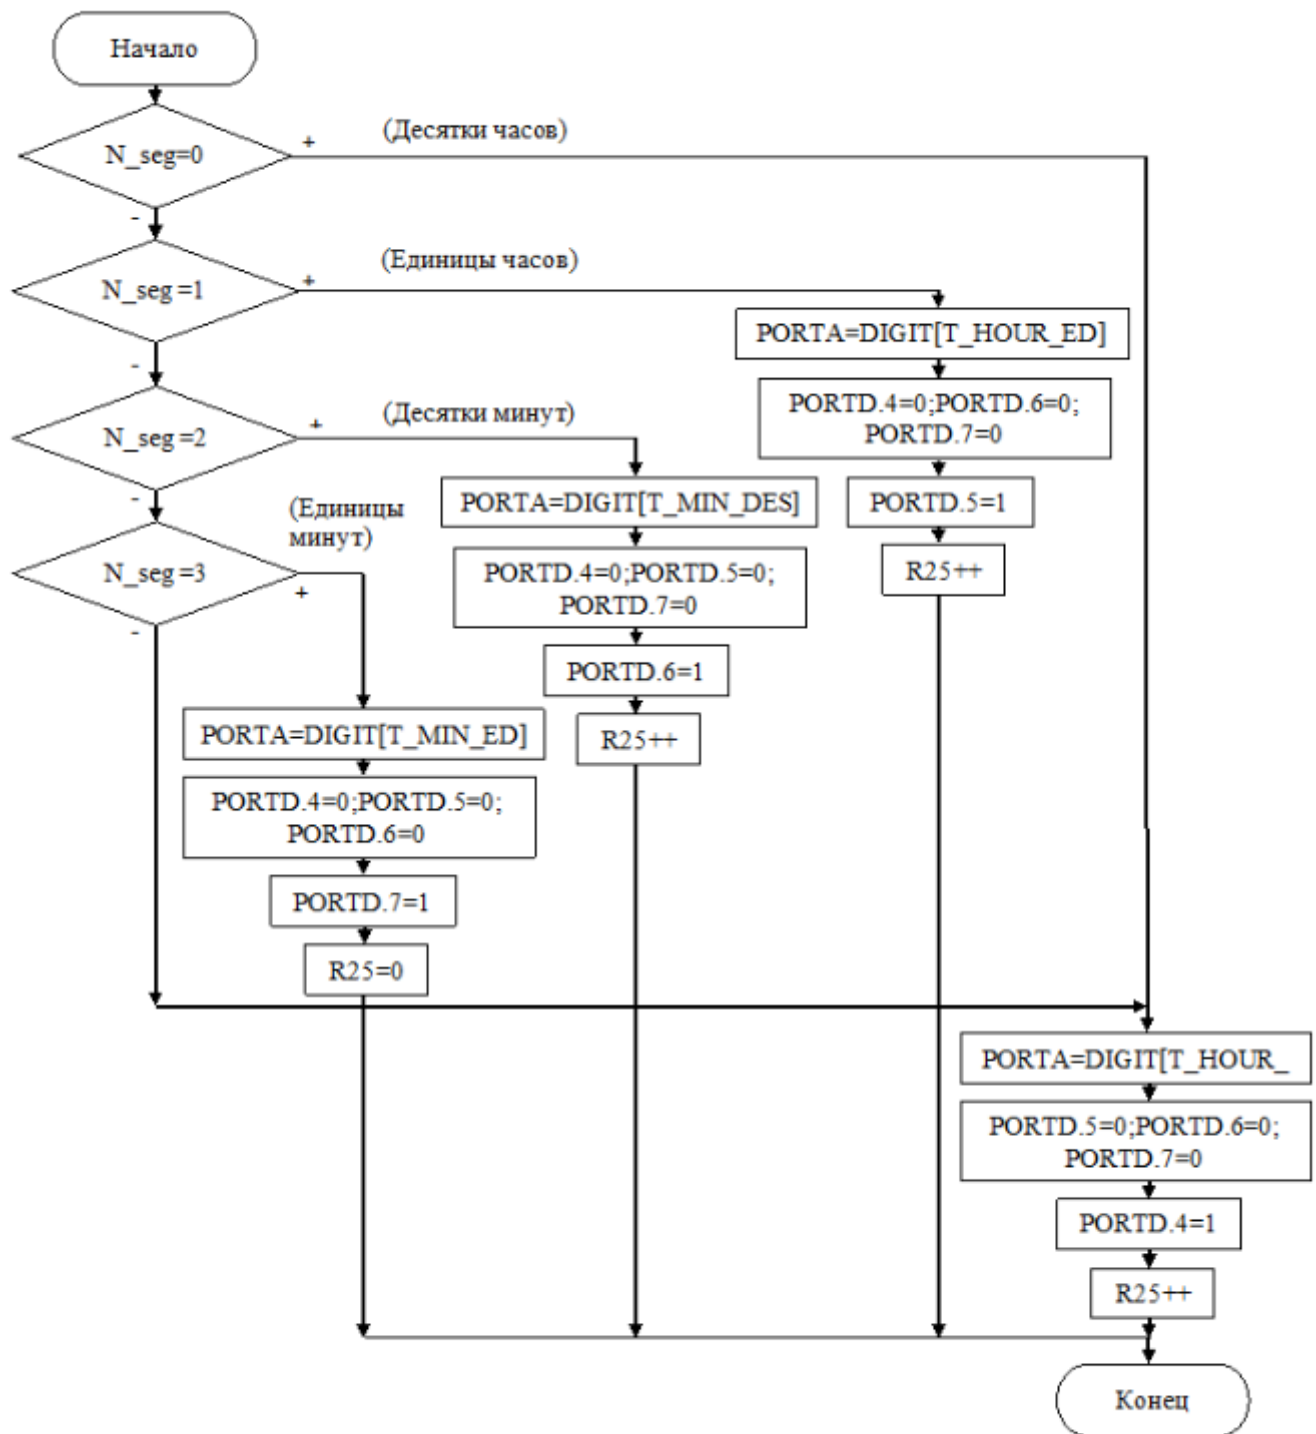 Начало
N_seg=0
+
(Десятки часов)
-
N_seg =1
+
(Единицы часов)
PORTA=DIGIT[T_HOUR_ED]
PORTD.4=0;PORTD.6=0;
PORTD.7=0
PORTD.5=1
R25++
-
N_seg =2
+
(Десятки минут)
PORTA=DIGIT[T_MIN_DES]
PORTD.4=0;PORTD.5=0;
PORTD.7=0
PORTD.6=1
R25++
-
N_seg =3
(Единицы
минут)
+
-
PORTA=DIGIT[T_MIN_ED]
PORTD.4=0;PORTD.5=0;
PORTD.6=0
PORTD.7=1
R25=0
PORTA=DIGIT[T_HOUR_
PORTD.5=0;PORTD.6=0;
PORTD.7=0
PORTD.4=1
R25++
Конец